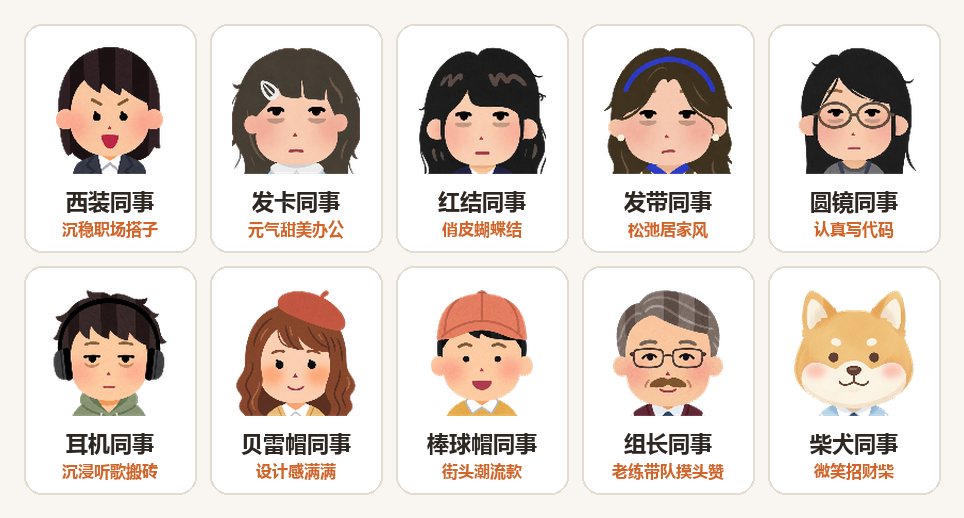 西装同事
沉稳职场搭子
发卡同事
元气甜美办公
红结同事
俏皮蝴蝶结
发带同事
松弛居家风
圆镜同事
认真写代码
耳机同事
沉浸听歌搬砖
贝雷帽同事
设计感满满
棒球帽同事
街头潮流款
组长同事
老练带队摸头赞
柴犬同事
微笑招财柴